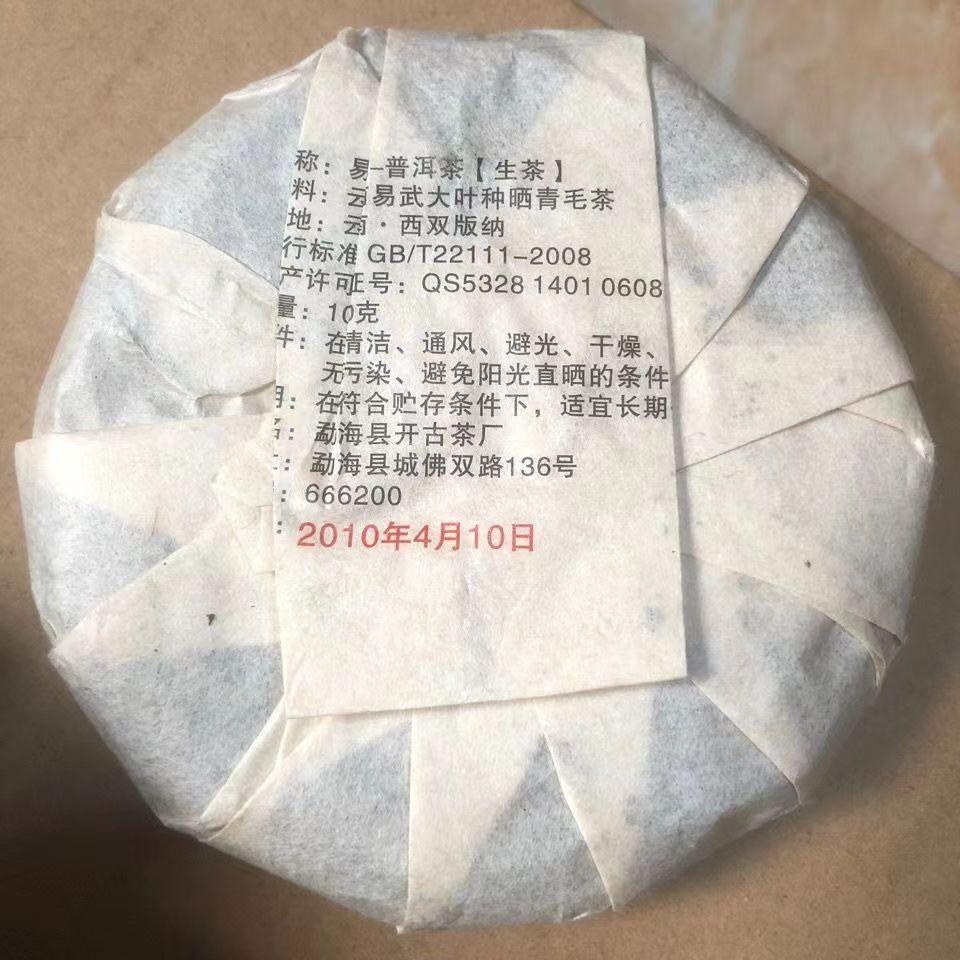 称：易一普洱茶【生茶】
料：云易武大叶种晒青毛茶
地：云·西双版纳
行标准GB/T22111-2008
产许可证号：QS5328 1401 0608
量：10克
件：在清洁、通风、避光、干燥、
无污染、避免阳光直晒的条件
：在符合贮存条件下，适宜长期
：勐海县开古茶厂
：勐海县城佛双路136号
：666200
：2010年4月10日